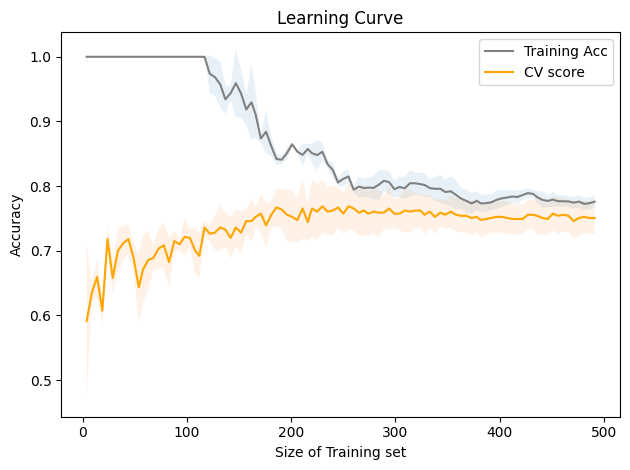 Learning Curve
Training Acc
CV score
Accuracy
1.0
0.9
0.8
0.7
0.6
0.5
0 100 200 300 400 500
Size of Training set